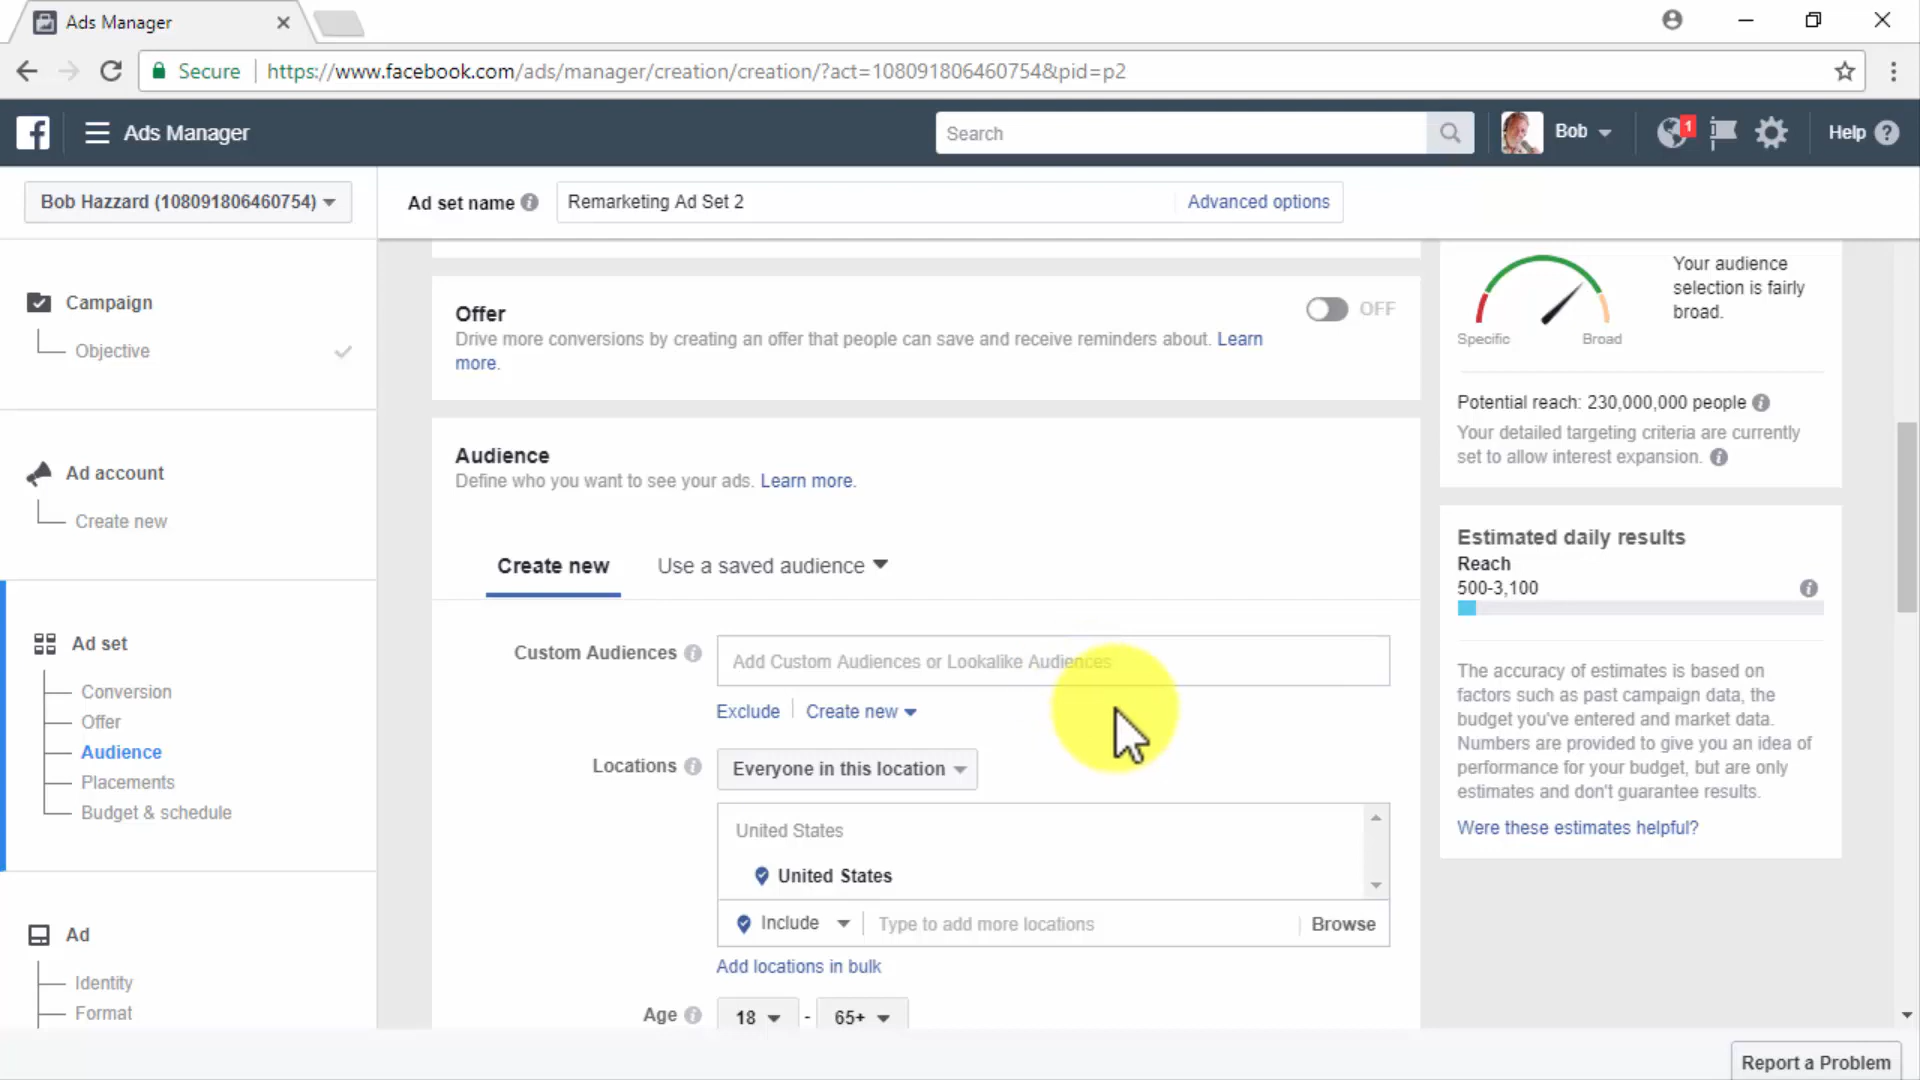 Ads Manager
Secure https://www.facebook.com/ads/manager/creation/creation/?act=108091806460754&pid=p2
Ads Manager
Search
Bob
1
Help
Bob Hazzard (108091806460754)
Ad set name
Remarketing Ad Set 2
Advanced options
Campaign
Objective
Ad account
Create new
Ad set
Conversion
Offer
Audience
Placements
Budget & schedule
Ad
Identity
Format
Offer
OFF
Drive more conversions by creating an offer that people can save and receive reminders about. Learn
more.
Audience
Define who you want to see your ads. Learn more.
Create new
Use a saved audience
Custom Audiences
Add Custom Audiences or Lookalike Audiences
Exclude
Create new
Locations
Everyone in this location
United States
United States
Include
Type to add more locations
Browse
Add locations in bulk
Age
18 - 65+
Your audience
selection is fairly
broad.
Specific
Broad
Potential reach: 230,000,000 people
Your detailed targeting criteria are currently
set to allow interest expansion.
Estimated daily results
Reach
500-3,100
The accuracy of estimates is based on
factors such as past campaign data, the
budget you've entered and market data.
Numbers are provided to give you an idea of
performance for your budget, but are only
estimates and don't guarantee results.
Were these estimates helpful?
Report a Problem